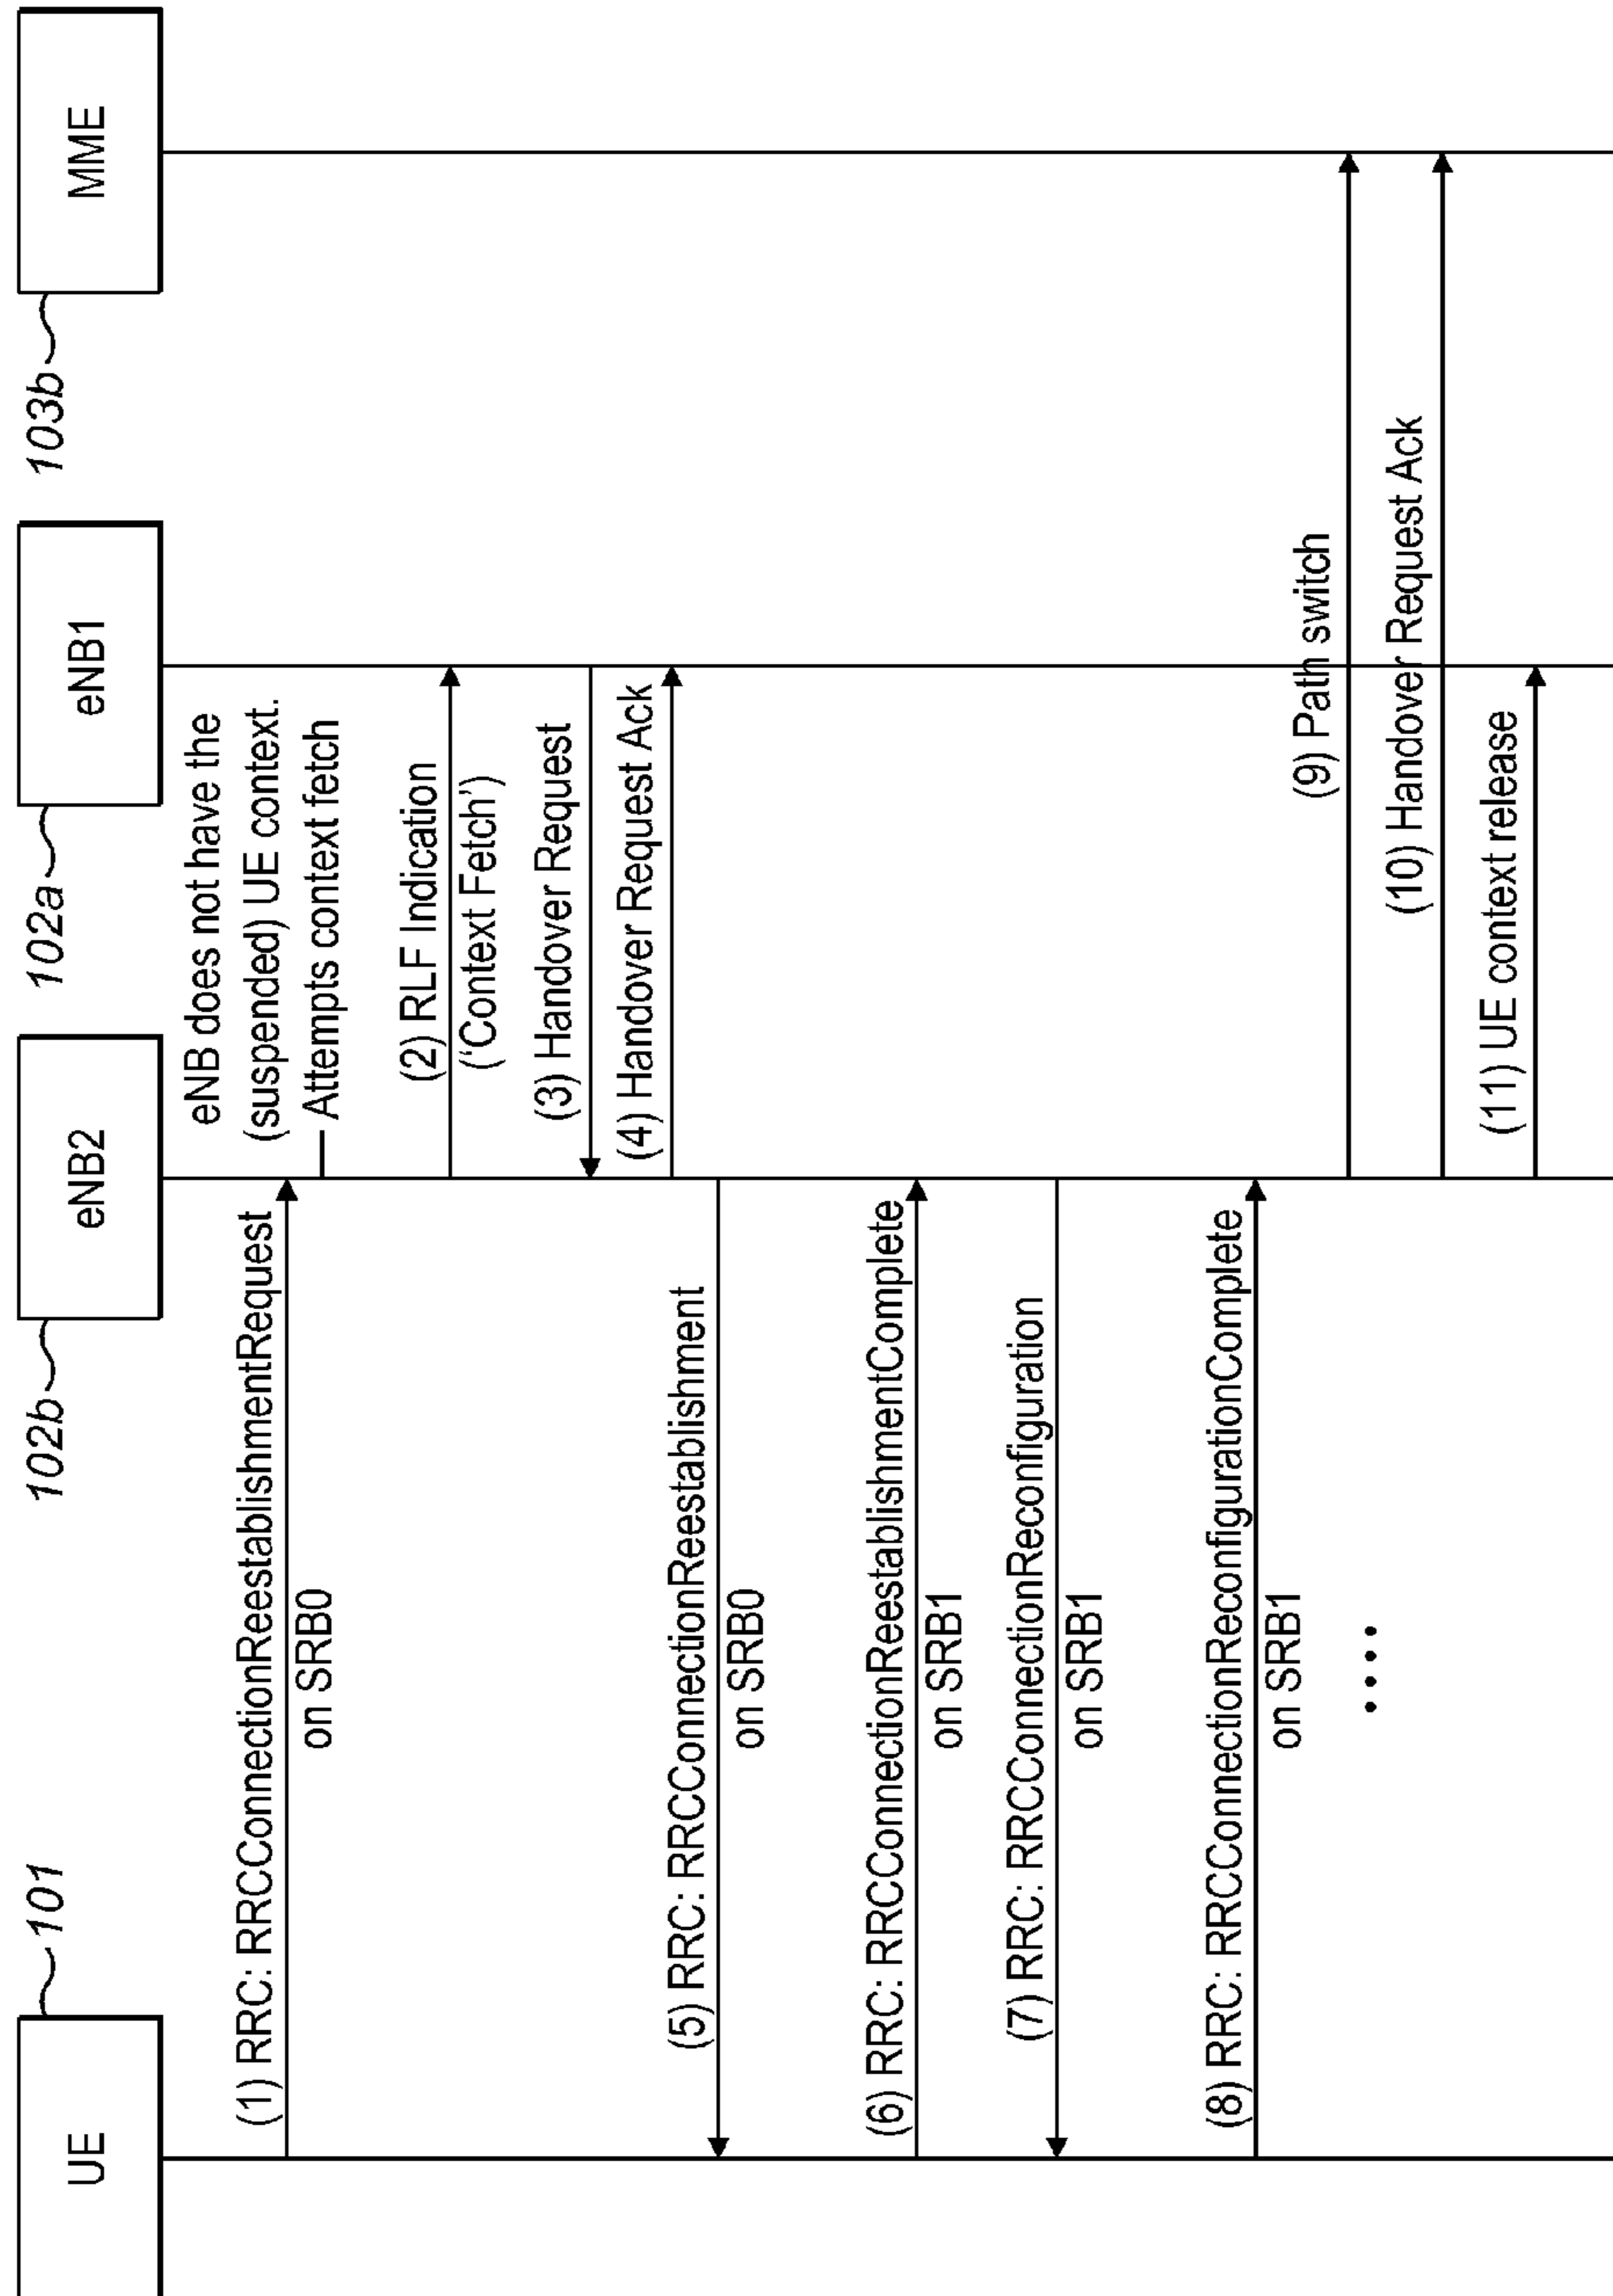 101
UE
102b
eNB2
102a
eNB1
103b
MME
(1) RRC: RRCConnectionReestablishmentRequest
on SRB0
eNB does not have the
(suspended) UE context.
Attempts context fetch
(2) RLF Indication
('Context Fetch')
(3) Handover Request
(4) Handover Request Ack
(5) RRC: RRCConnectionReestablishment
on SRB0
(6) RRC: RRCConnectionReestablishmentComplete
on SRB1
(7) RRC: RRCConnectionReconfiguration
on SRB1
(8) RRC: RRCConnectionReconfigurationComplete
on SRB1
....
(9) Path switch
(10) Handover Request Ack
(11) UE context release